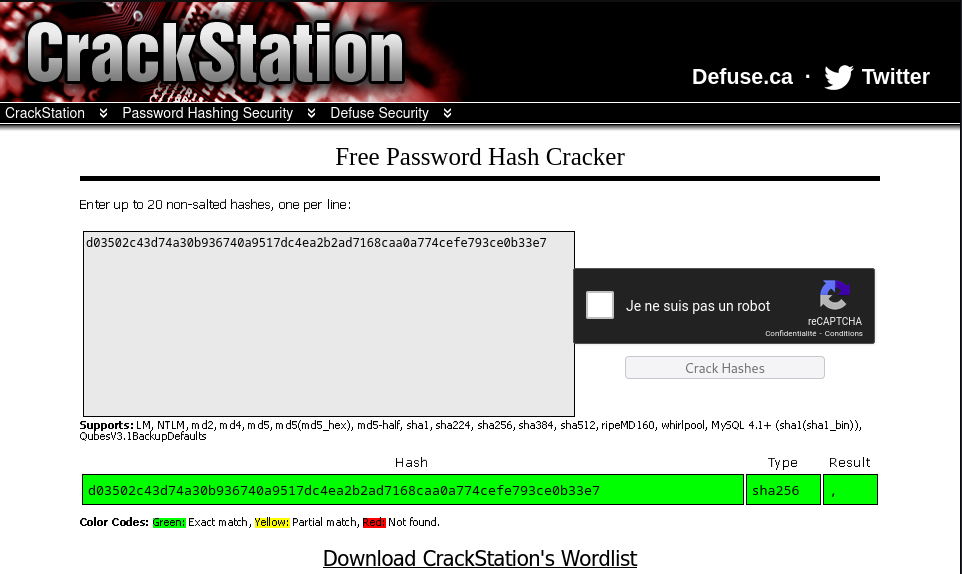 CrackStation
Defuse.ca · Twitter
CrackStation Password Hashing Security Defuse Security
Free Password Hash Cracker
Enter up to 20 non-salted hashes, one per line:
d03502c43d74a30b936740a9517dc4ea2b2ad7168caa0a774cefe793ce0b33e7
Je ne suis pas un robot
reCAPTCHA
Confidentialité - Conditions
Crack Hashes
Supports: LM, NTLM, md2, md4, md5, md5(md5_hex), md5-half, sha1, sha224, sha256, sha384, sha512, ripeMD160, whirlpool, MySQL 4.1+ (sha1(sha1_bin)),
QubesV3.1BackupDefaults
Hash Type Result
d03502c43d74a30b936740a9517dc4ea2b2ad7168caa0a774cefe793ce0b33e7 sha256 ,
Color Codes: Green: Exact match, Yellow: Partial match, Red: Not found.
Download CrackStation's Wordlist